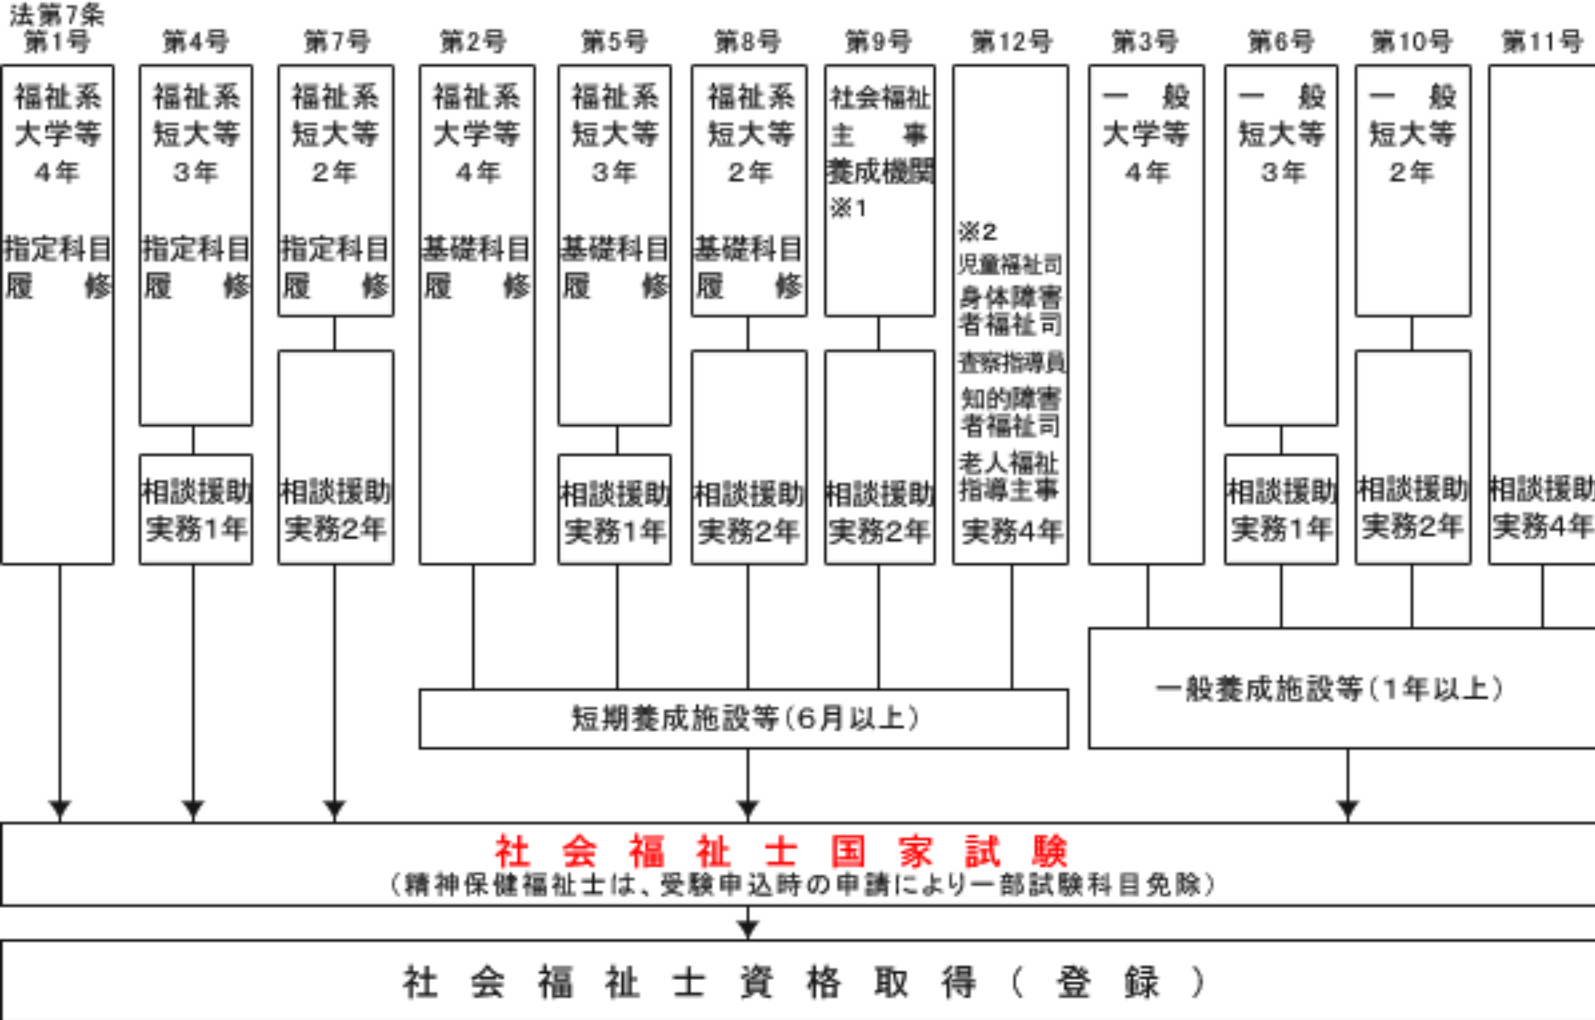 法第7条
第1号
第4号
第7号
第2号
第5号
第8号
第9号
第12号
第3号
第6号
第10号
第11号
福祉系
大学等
4年
指定科目
履 修
福祉系
短大等
3年
指定科目
履 修
相談援助
実務1年
福祉系
短大等
2年
指定科目
履 修
相談援助
実務2年
福祉系
大学等
4年
基礎科目
履 修
福祉系
短大等
3年
基礎科目
履 修
相談援助
実務1年
福祉系
短大等
2年
基礎科目
履 修
相談援助
実務2年
社会福祉
主 事
養成機関
※1
相談援助
実務2年
※2
児童福祉司
身体障害
者福祉司
査察指導員
知的障害
者福祉司
老人福祉
指導主事
実務4年
一 般
大学等
4年
一 般
短大等
3年
相談援助
実務1年
一 般
短大等
2年
相談援助
実務2年
相談援助
実務4年
短期養成施設等(6月以上)
一般養成施設等(1年以上)
社会福祉士国家試験
(精神保健福祉士は、受験申込時の申請により一部試験科目免除)
社会福祉士資格取得(登録)